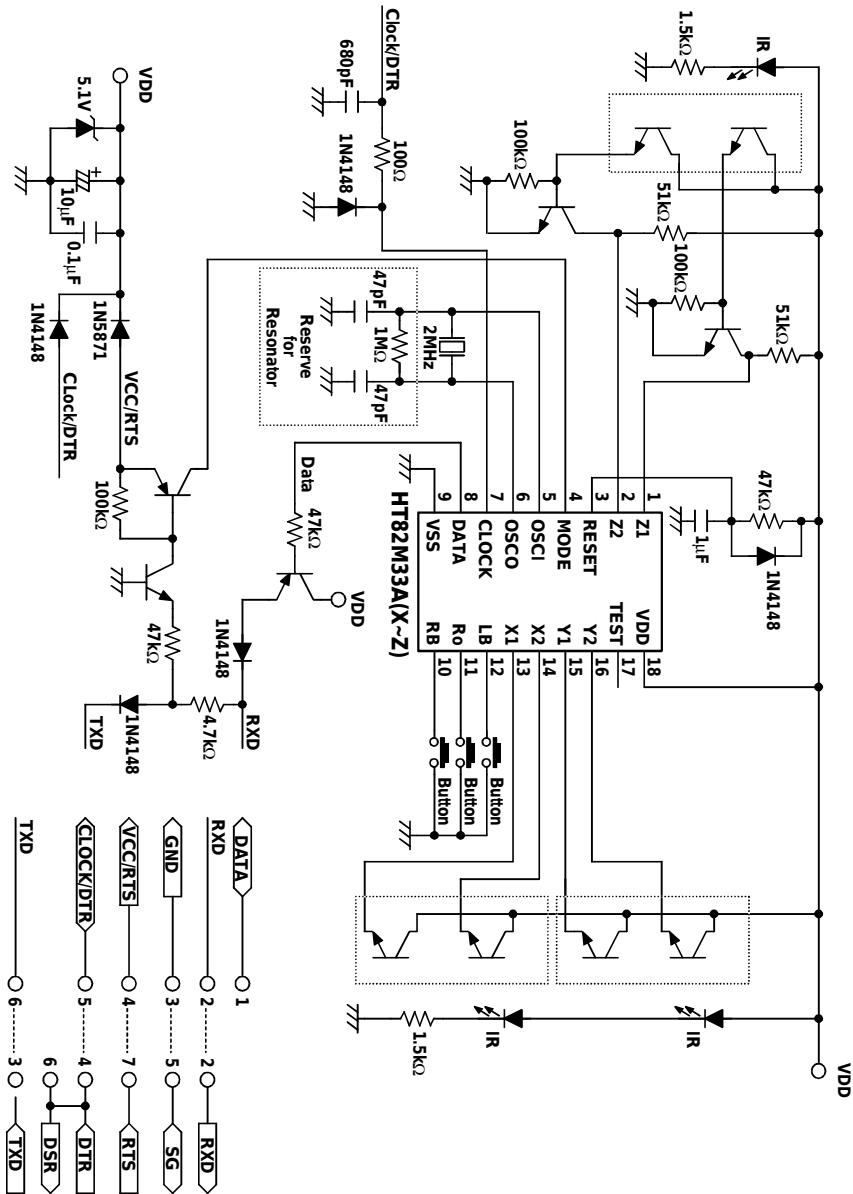 VDD
IR
IR
1.5kΩ
VDD
18
17
16
15
14
13
12
11
10
TEST
Y2
Y1
X2
X1
LB
Ro
RB
Z1
Z2
RESET
MODE
OSCI
OSCO
CLOCK
DATA
VSS
1
2
3
4
5
6
7
8
9
HT82M33A(X~Z)
Button
Button
Button
47kΩ
1N4148
1μF
51kΩ
100kΩ
51kΩ
100kΩ
IR
1.5kΩ
Clock/DTR
680pF
100Ω
1N4148
47pF
1MΩ
47pF
2MHz
Reserve
for
Resonator
VDD
5.1V
+
10μF
0.1μF
1N5871
1N4148
VCC/RTS
CLock/DTR
100kΩ
Data
47kΩ
VDD
1N4148
47kΩ
4.7kΩ
1N4148
RXD
TXD
DATA
1
RXD
2
2
RXD
GND
3
5
SG
VCC/RTS
4
7
RTS
CLOCK/DTR
5
4
DTR
6
DSR
TXD
6
3
TXD